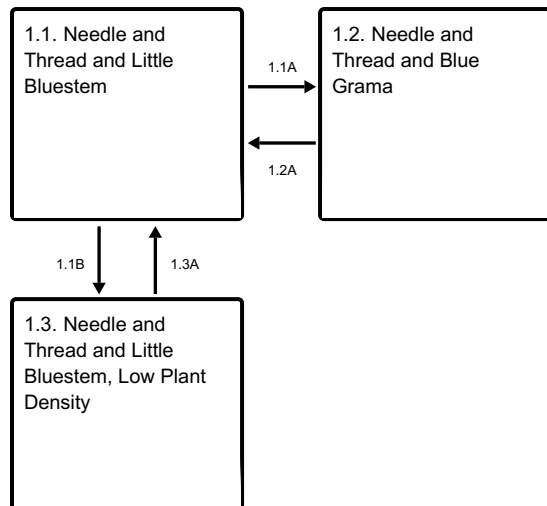 1.1. Needle and
Thread and Little
Bluestem
1.1A
1.2. Needle and
Thread and Blue
Grama
1.2A
1.1B
1.3A
1.3. Needle and
Thread and Little
Bluestem, Low Plant
Density